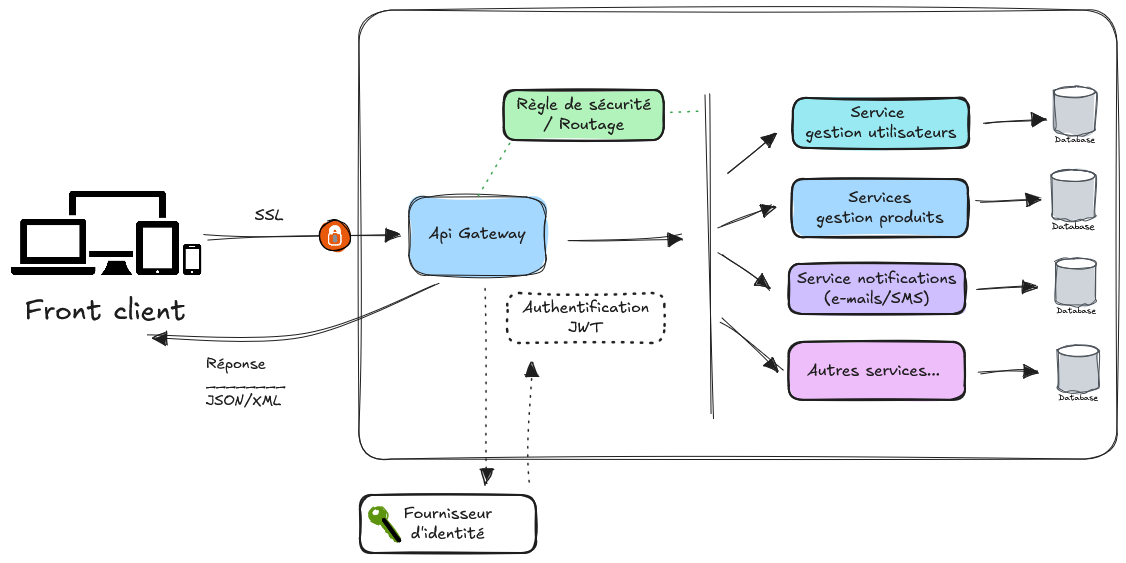 Règle de sécurité
/ Routage
Service
gestion utilisateurs
Database
Services
gestion produits
Database
SSL
Api Gateway
Front client
Authentification
JWT
Service notifications
(e-mails/SMS)
Database
Réponse
JSON/XML
Autres services...
Database
Fournisseur
d'identité